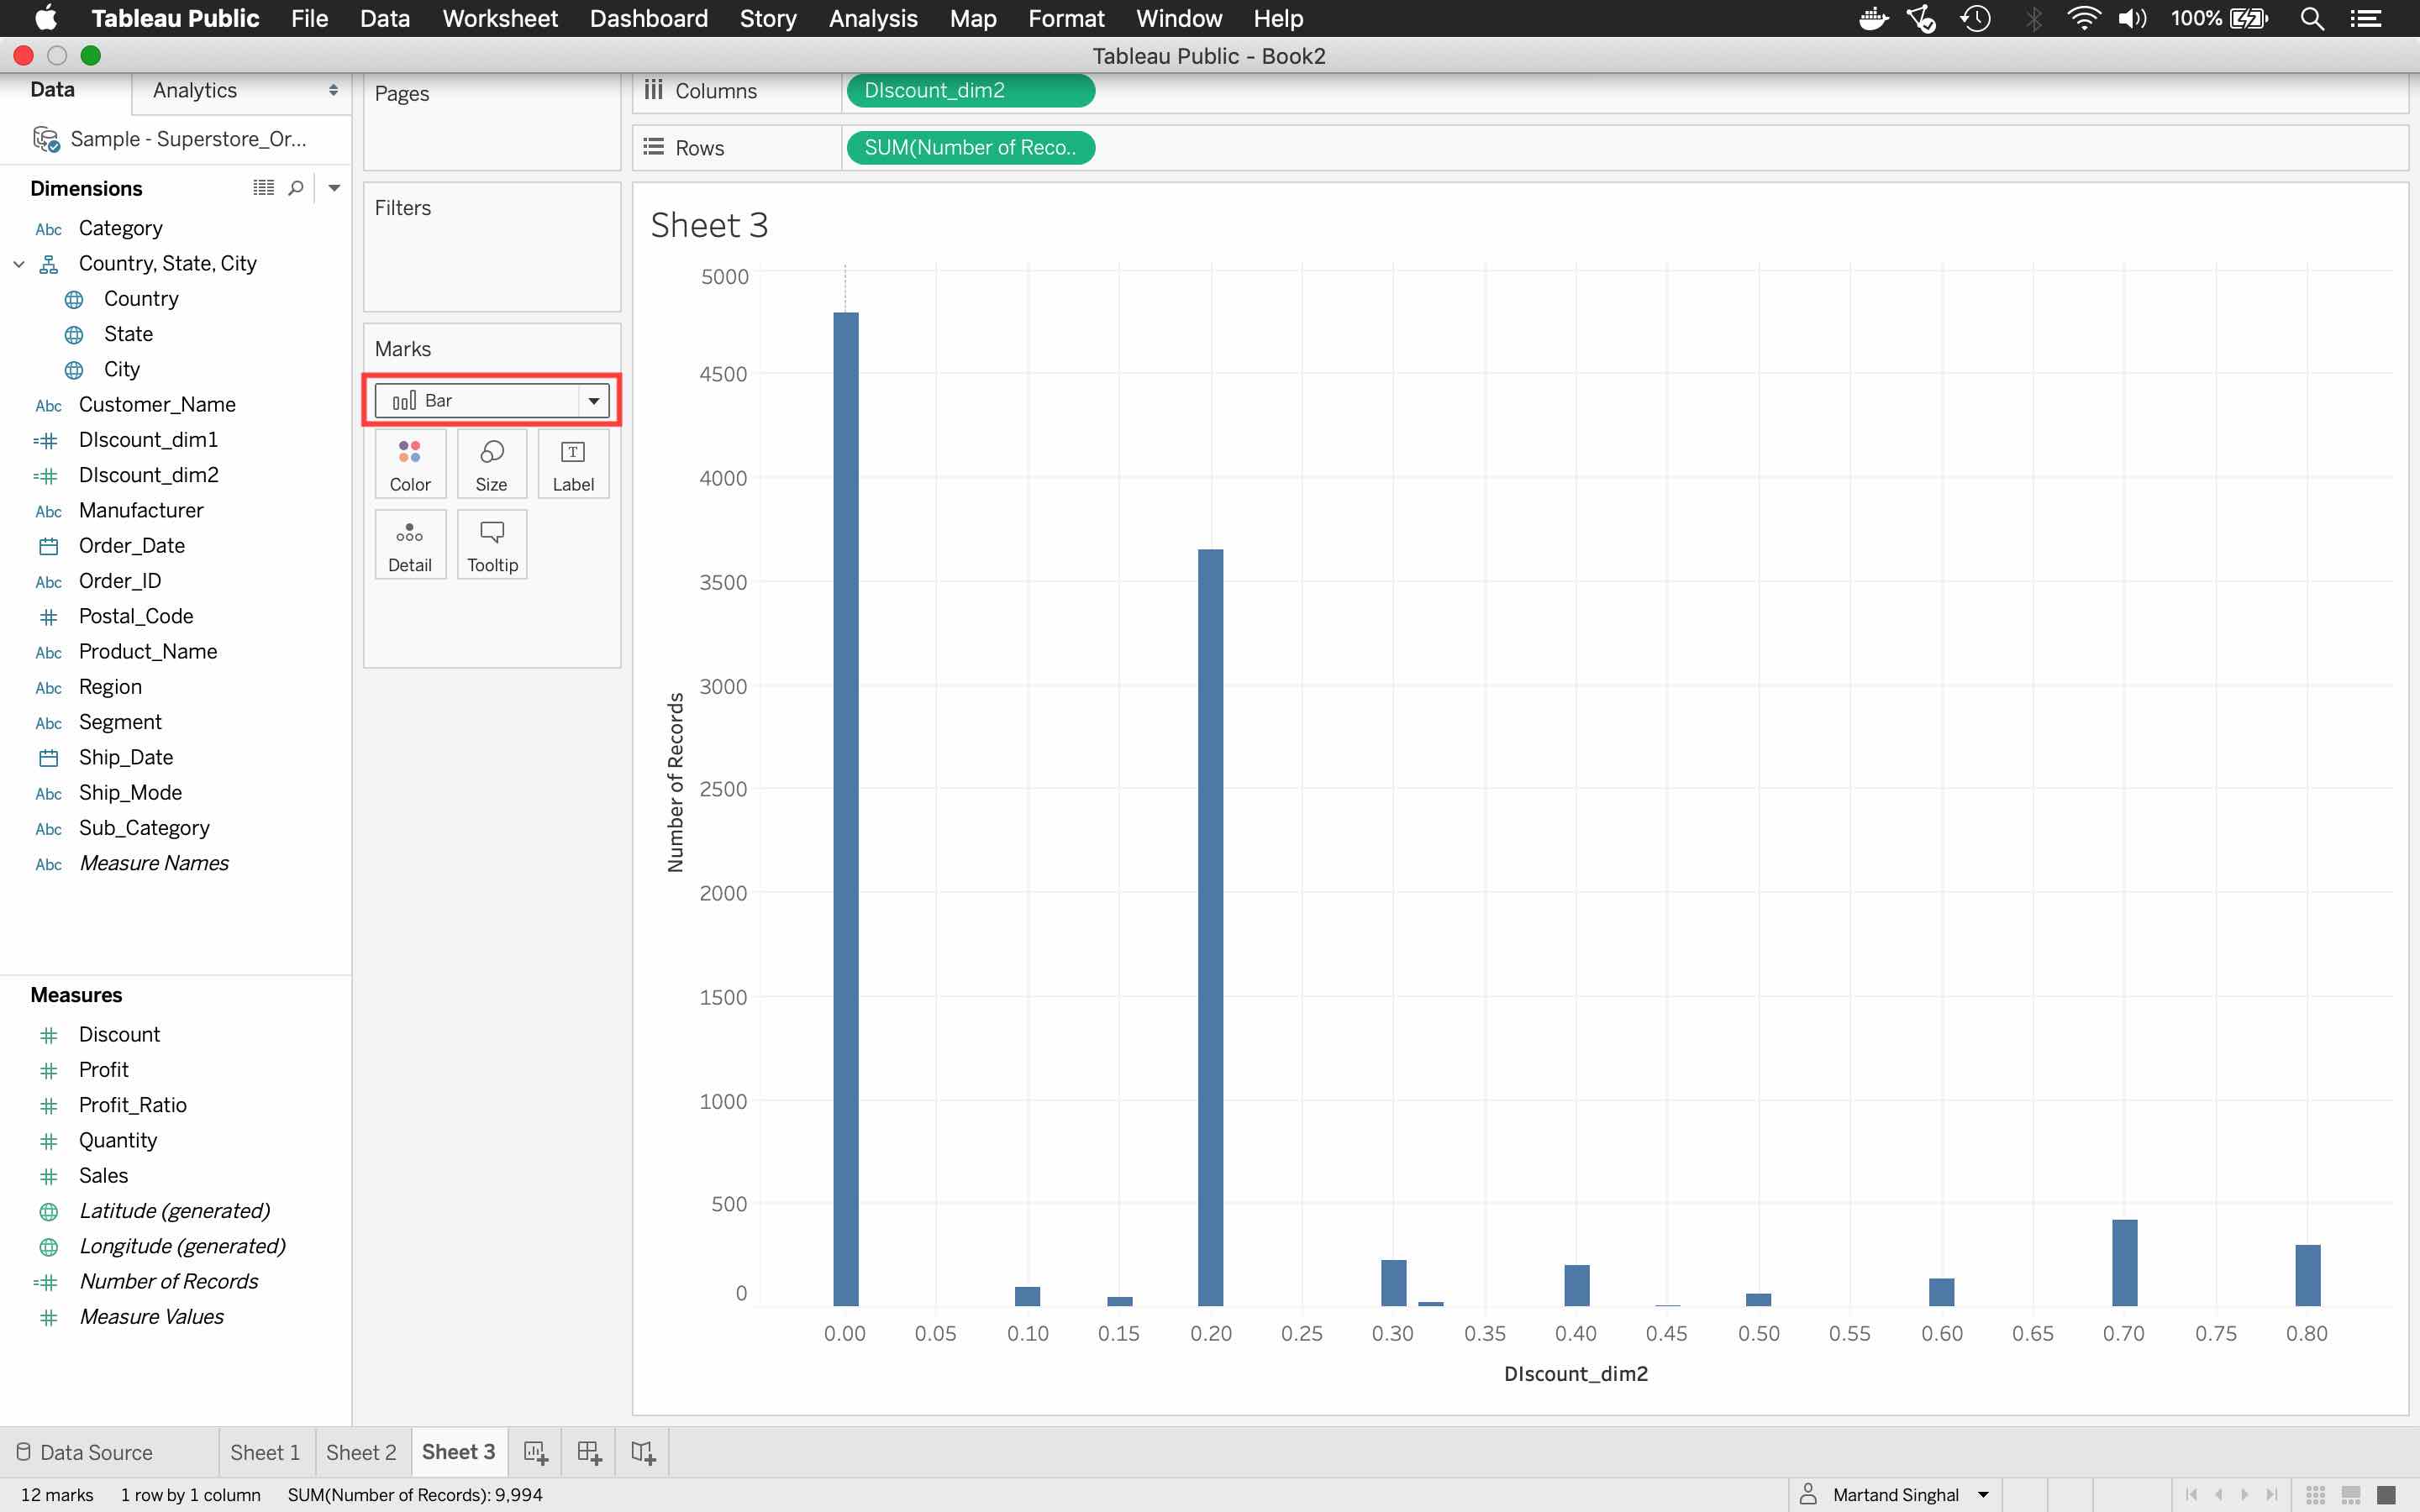 Tableau Public File Data Worksheet Dashboard Story Analysis Map Format Window Help 100%
Tableau Public - Book2
Data Analytics
Sample - Superstore_Or...
Dimensions
Abc Category
Country, State, City
Country
State
City
Abc Customer_Name
DIscount_dim1
DIscount_dim2
Abc Manufacturer
Order_Date
Abc Order_ID
Postal_Code
Abc Product_Name
Abc Region
Abc Segment
Ship_Date
Abc Ship_Mode
Abc Sub_Category
Abc Measure Names
Measures
Discount
Profit
Profit_Ratio
Quantity
Sales
Latitude (generated)
Longitude (generated)
Number of Records
Measure Values
Pages
Filters
Marks
Bar
Color Size Label
Detail Tooltip
Columns DIscount_dim2
Rows SUM(Number of Reco..
Sheet 3
5000
4500
4000
3500
3000
2500
2000
1500
1000
500
0
Number of Records
0.00 0.05 0.10 0.15 0.20 0.25 0.30 0.35 0.40 0.45 0.50 0.55 0.60 0.65 0.70 0.75 0.80
DIscount_dim2
Data Source Sheet 1 Sheet 2 Sheet 3
12 marks 1 row by 1 column SUM(Number of Records): 9,994 Martand Singhal